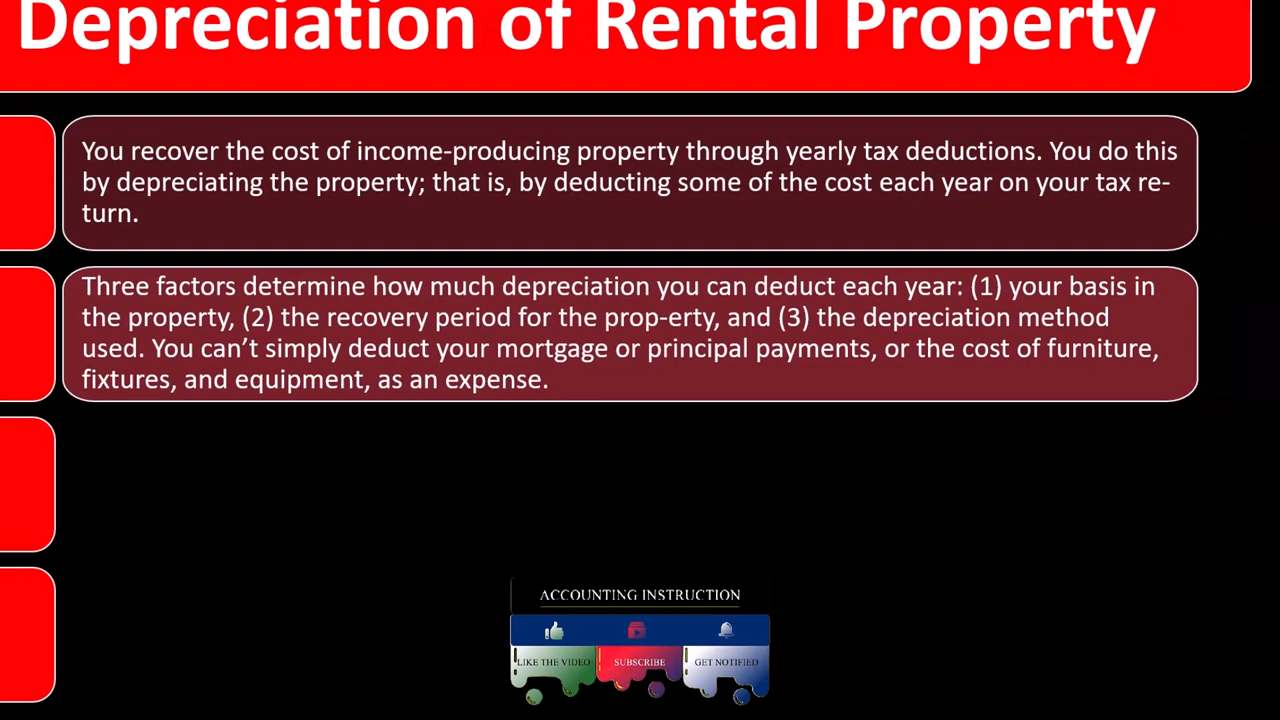 Depreciation of Rental Property
You recover the cost of income-producing property through yearly tax deductions. You do this
by depreciating the property; that is, by deducting some of the cost each year on your tax re-
turn.
Three factors determine how much depreciation you can deduct each year: (1) your basis in
the property, (2) the recovery period for the prop-erty, and (3) the depreciation method
used. You can’t simply deduct your mortgage or principal payments, or the cost of furniture,
fixtures, and equipment, as an expense.
ACCOUNTING INSTRUCTION
LIKE THE VIDEO SUBSCRIBE GET NOTIFIED